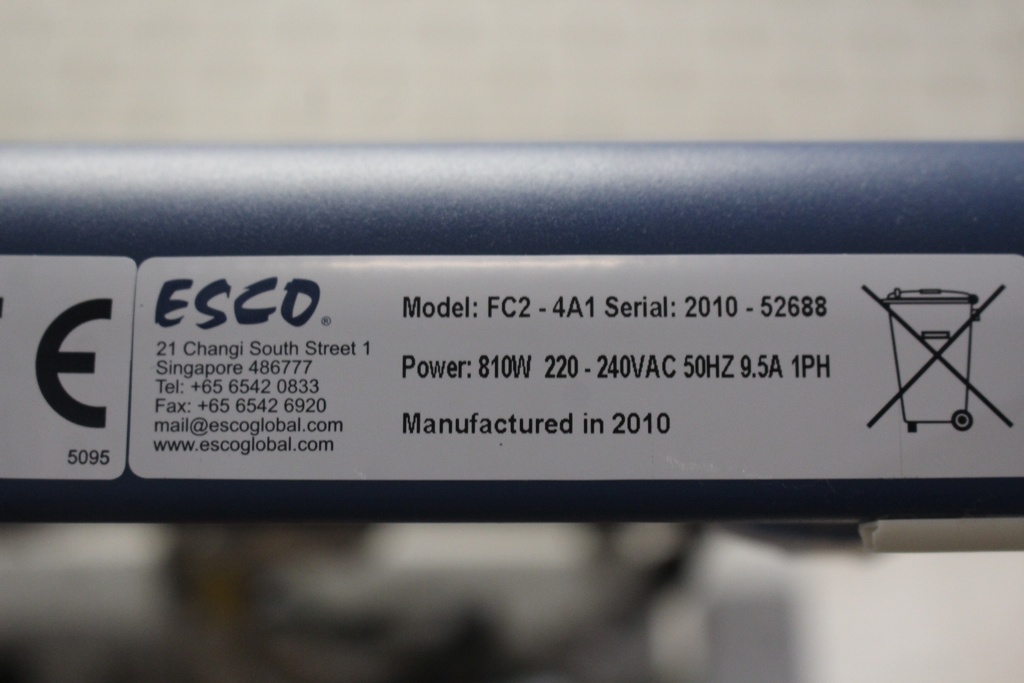 ESCO®
21 Changi South Street 1
Singapore 486777
Tel: +65 6542 0833
Fax: +65 6542 6920
mail@escoglobal.com
www.escoglobal.com
Model: FC2 - 4A1 Serial: 2010 - 52688
Power: 810W 220 - 240VAC 50HZ 9.5A 1PH
Manufactured in 2010
5095